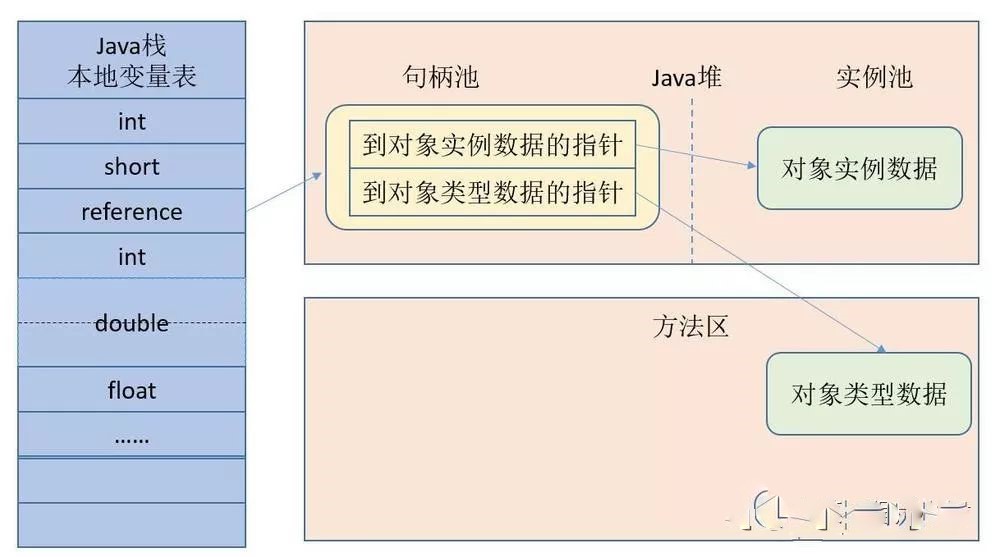 Java栈
本地变量表
int
short
reference
int
double
float
……
句柄池
Java堆
实例池
到对象实例数据的指针
到对象类型数据的指针
对象实例数据
方法区
对象类型数据